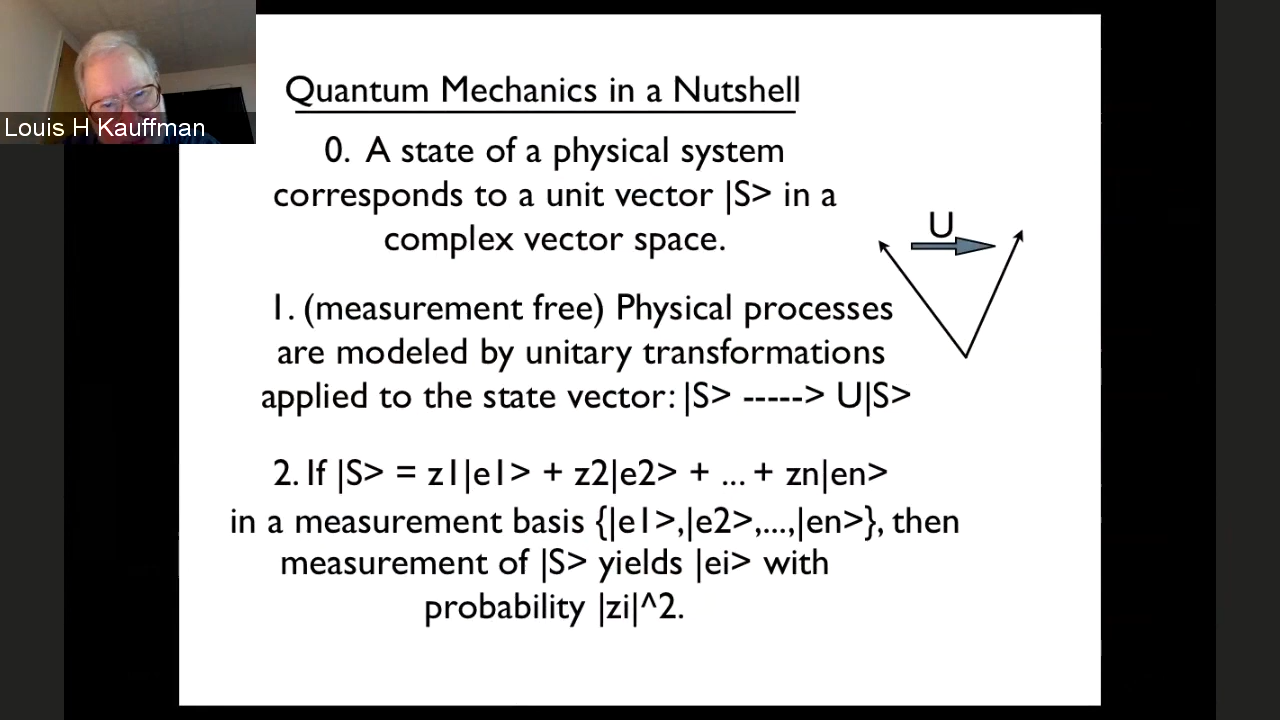 Louis H Kauffman
Quantum Mechanics in a Nutshell
0. A state of a physical system
corresponds to a unit vector |S> in a
complex vector space.
U
1. (measurement free) Physical processes
are modeled by unitary transformations
applied to the state vector: |S> -----> U|S>
2. If |S> = z1|e1> + z2|e2> + ... + zn|en>
in a measurement basis {|e1>,|e2>,...,|en>}, then
measurement of |S> yields |ei> with
probability |zi|^2.